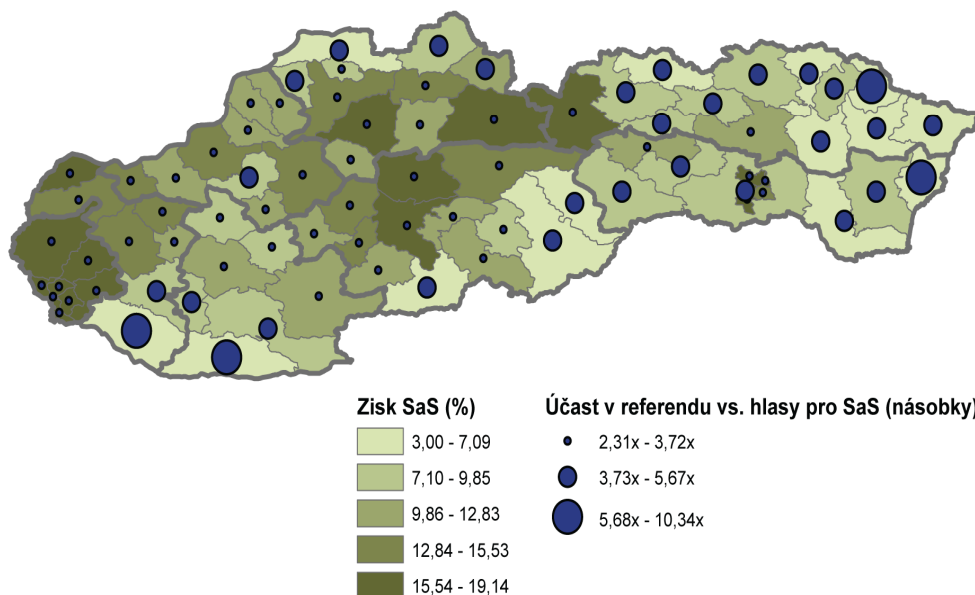 Zisk SaS (%)
3,00 - 7,09
7,10 - 9,85
9,86 - 12,83
12,84 - 15,53
15,54 - 19,14
Účast v referendu vs. hlasy pro SaS (násobky)
2,31x - 3,72x
3,73x - 5,67x
5,68x - 10,34x